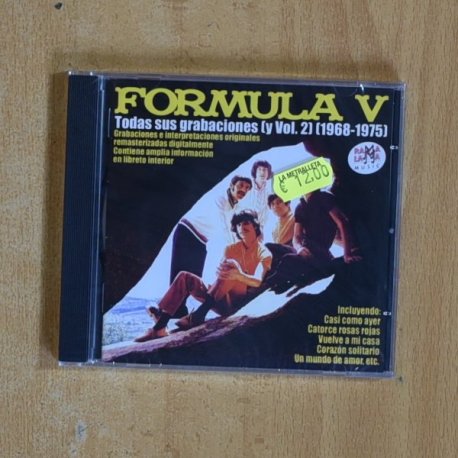 FORMULA V
Todas sus grabaciones (y Vol. 2) (1968-1975)
Grabaciones e interpretaciones originales
remasterizadas digitalmente
Contiene amplia información
en libreto interior
RAMA
LAMA
MUSIC
LA METRALLETA
€ 12,00
Incluyendo:
Casi como ayer
Catorce rosas rojas
Vuelve a mi casa
Corazón solitario
Un mundo de amor, etc.